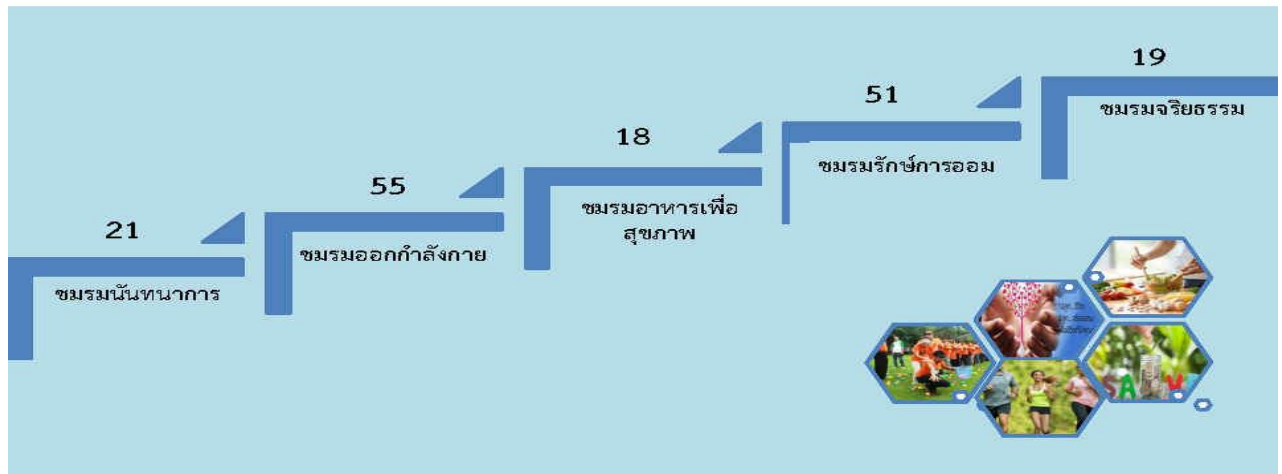 19
ชมรมจริยธรรม
51
ชมรมรักษ์การออม
18
ชมรมอาหารเพื่อ
สุขภาพ
55
ชมรมออกกำลังกาย
21
ชมรมนันทนาการ
SA